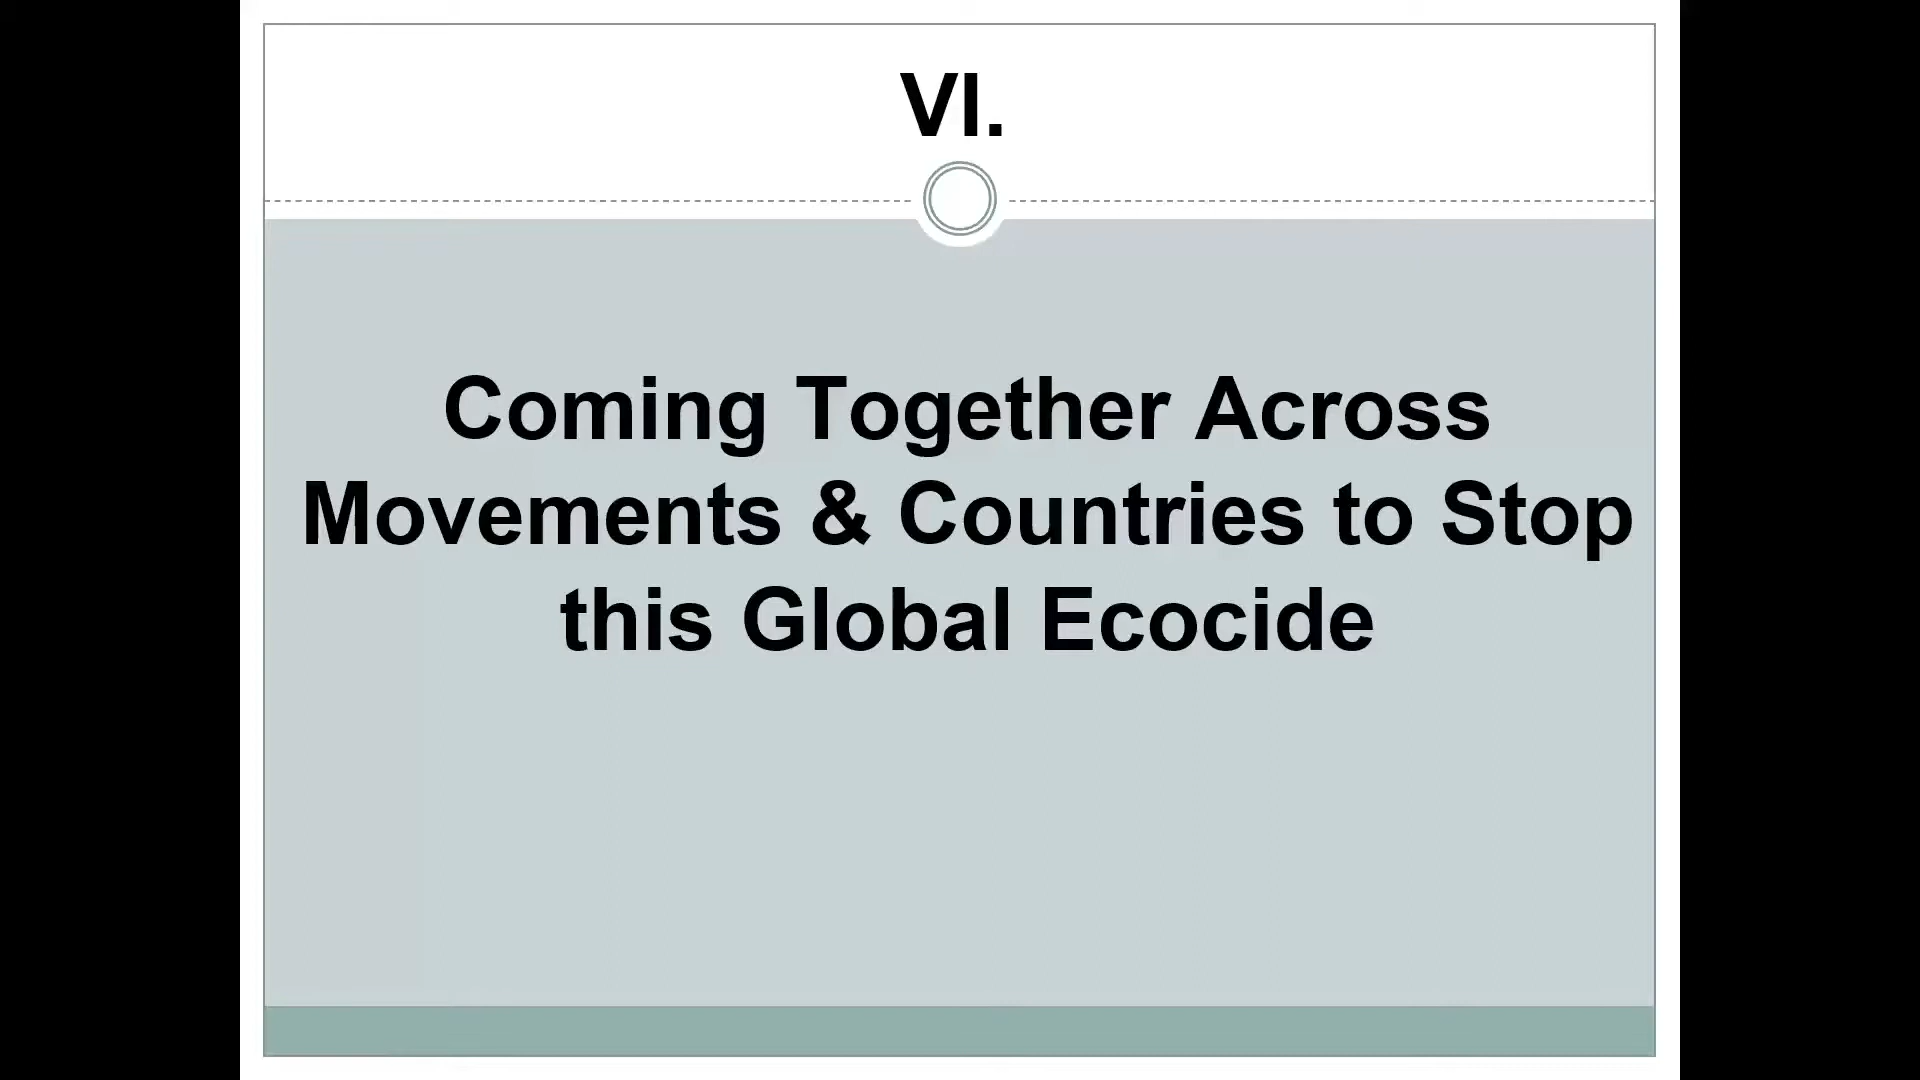 VI.
Coming Together Across
Movements & Countries to Stop
this Global Ecocide